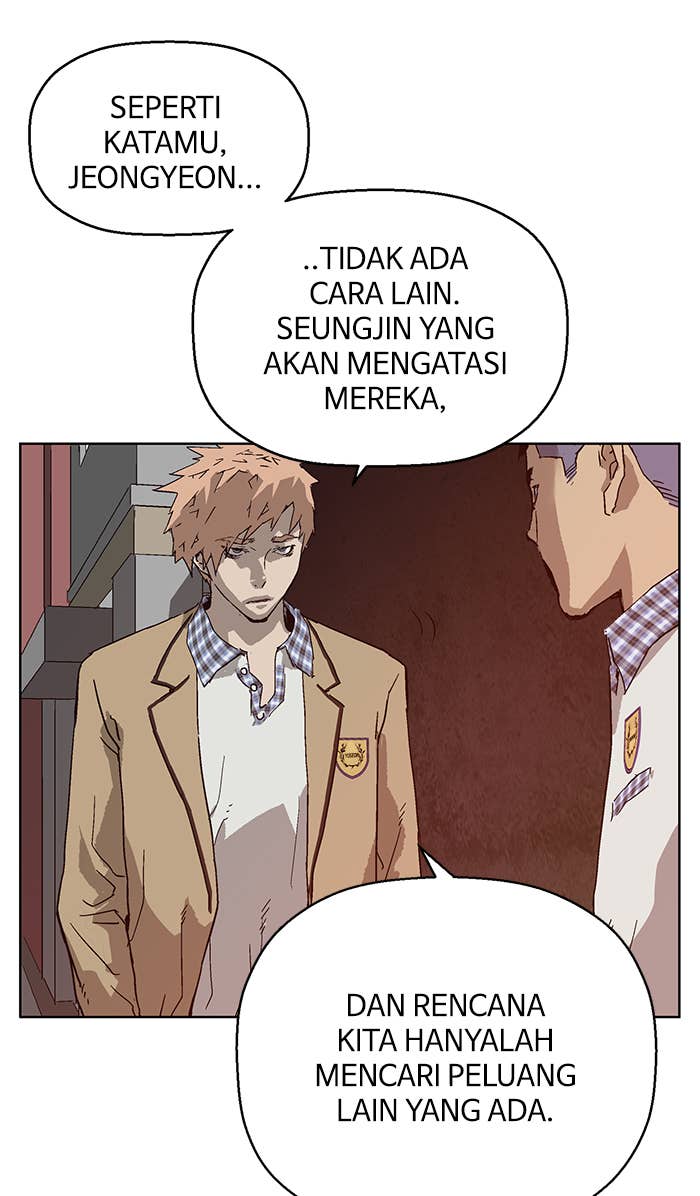 SEPERTI
KATAMU,
JEONGYEON...
..TIDAK ADA
CARA LAIN.
SEUNGJIN YANG
AKAN MENGATASI
MEREKA,
YOSEON
DAN RENCANA
KITA HANYALAH
MENCARI PELUANG
LAIN YANG ADA.